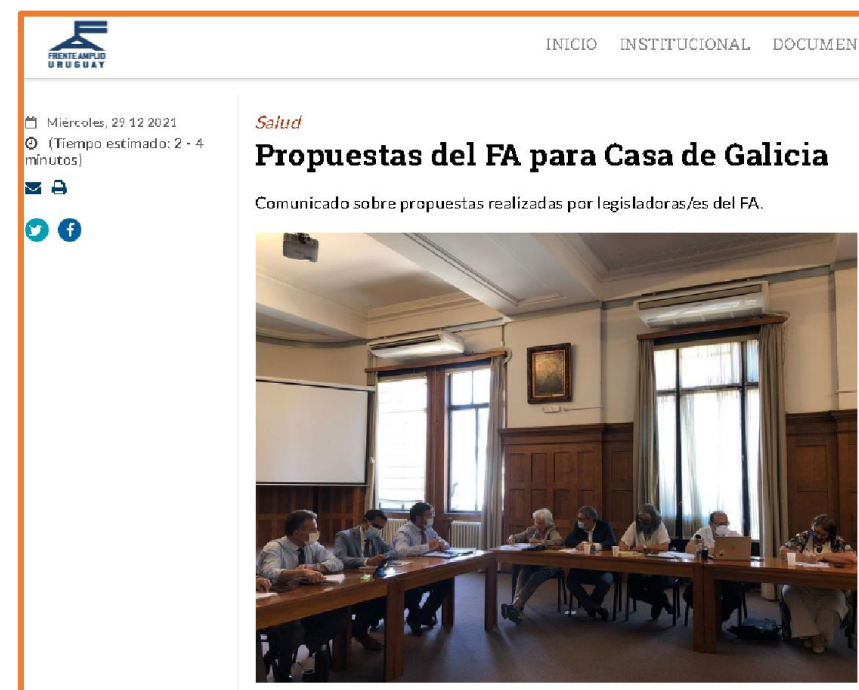 FRENTE AMPLIO
URUGUAY
INICIO INSTITUCIONAL DOCUMEN
Miércoles, 29 12 2021
(Tiempo estimado: 2 - 4
minutos)
Salud
Propuestas del FA para Casa de Galicia
Comunicado sobre propuestas realizadas por legisladoras/es del FA.